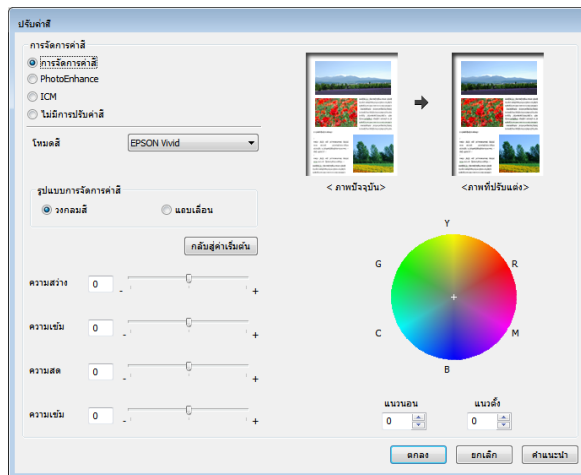 ปรับค่าสี
การจัดการค่าสี
การจัดการค่าสี
PhotoEnhance
ICM
ไม่มีการปรับค่าสี
โหมดสี
EPSON Vivid
< ภาพปัจจุบัน>
<ภาพที่ปรับแต่ง>
รูปแบบการจัดการค่าสี
วงกลมสี
แถบเลื่อน
กลับสู่ค่าเริ่มต้น
ความสว่าง 0 - +
ความเข้ม 0 - +
ความสด 0 - +
ความเข้ม 0 - +
Y
G R
C M
B
แนวนอน แนวตั้ง
0 0
ตกลง ยกเลิก คำแนะนำ